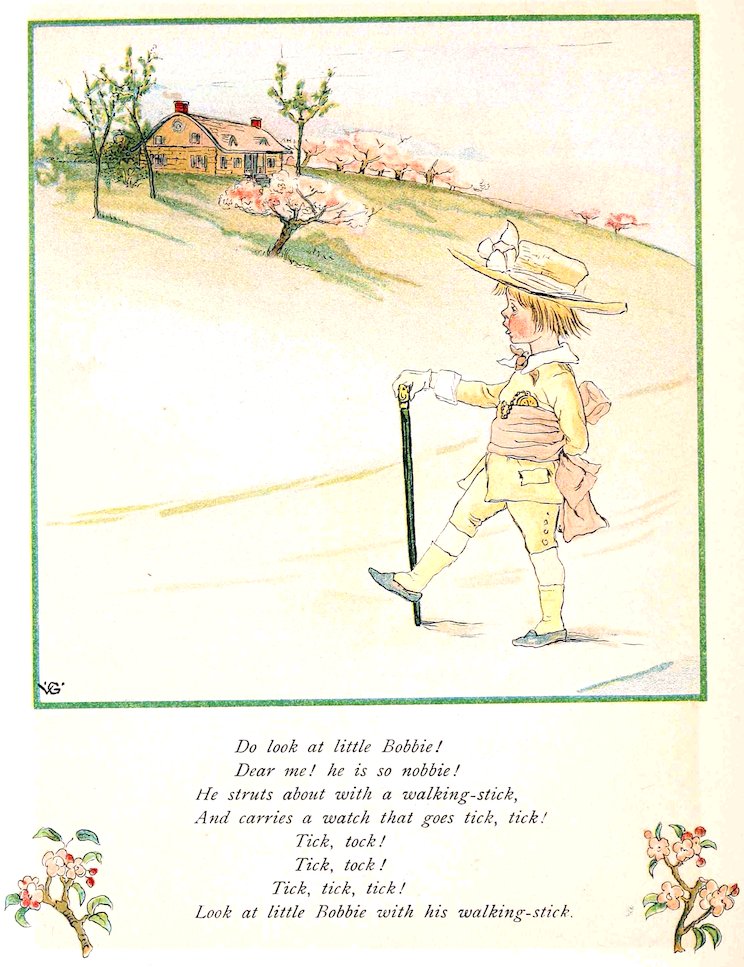 VG
Do look at little Bobbie!
Dear me! he is so nobbie!
He struts about with a walking-stick,
And carries a watch that goes tick, tick!
Tick, tock!
Tick, tock!
Tick, tick, tick!
Look at little Bobbie with his walking-stick.